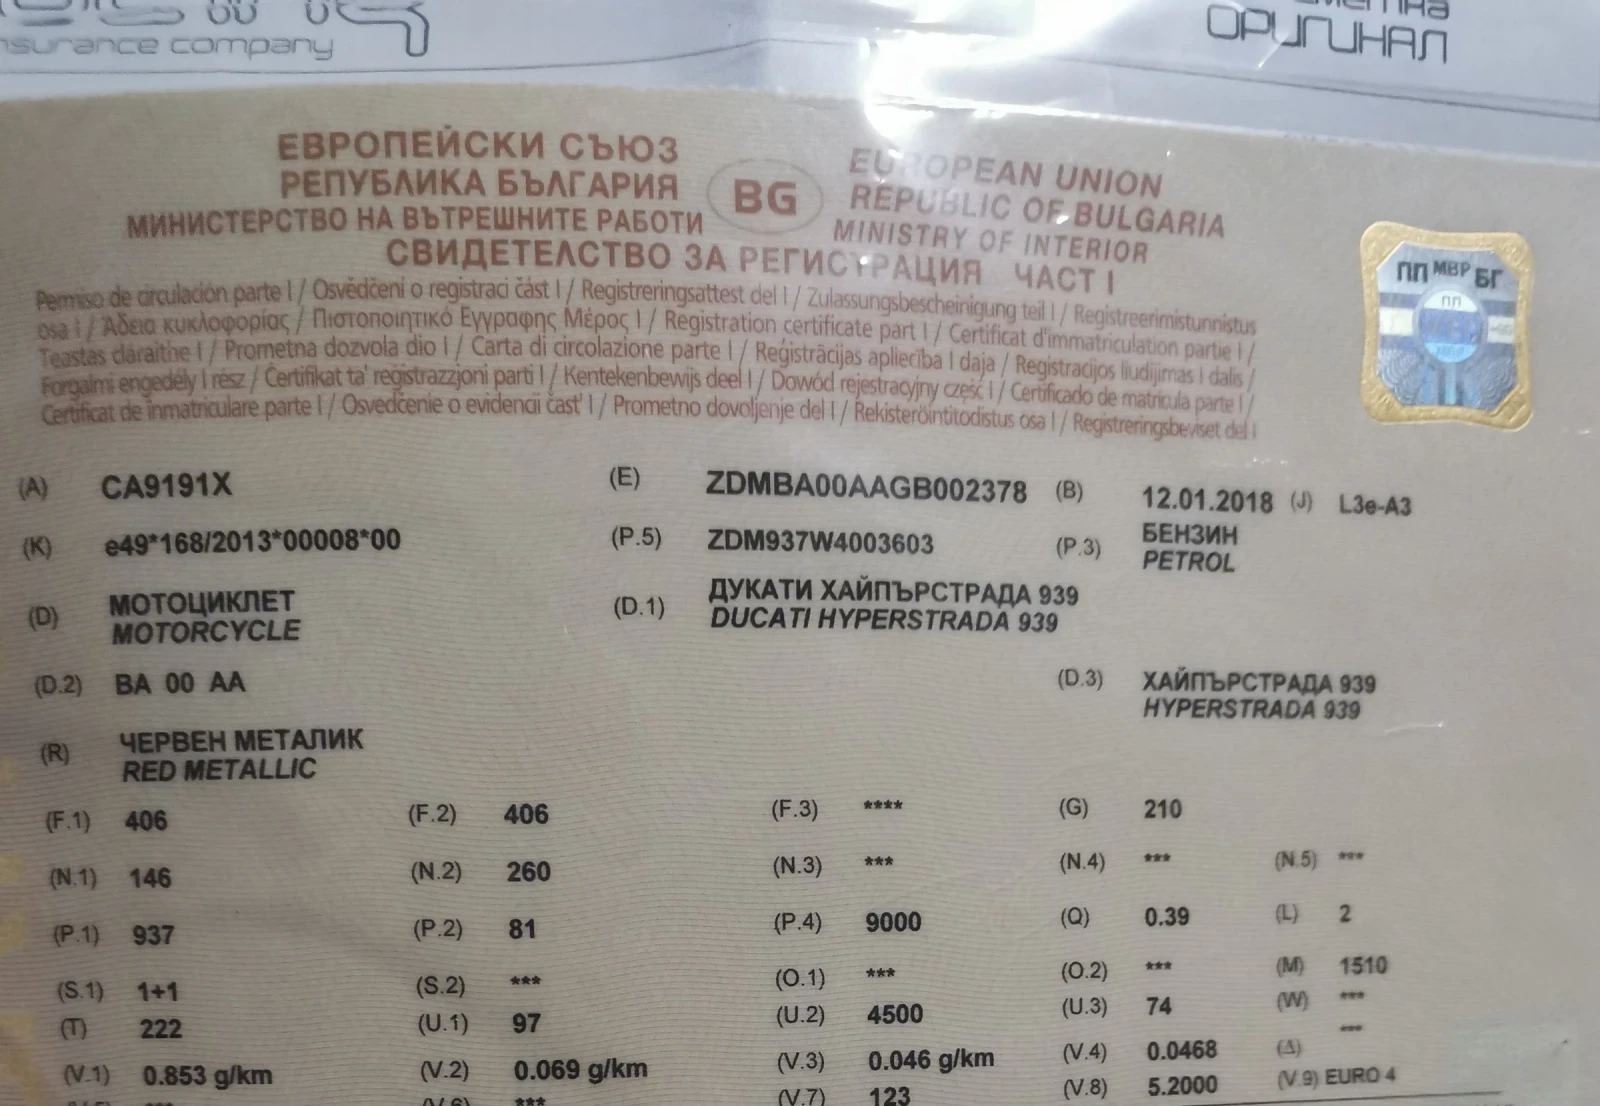 insurance company
ОРИГИНАЛ
ЕВРОПЕЙСКИ СЪЮЗ
РЕПУБЛИКА БЪЛГАРИЯ
МИНИСТЕРСТВО НА ВЪТРЕШНИТЕ РАБОТИ
BG
EUROPEAN UNION
REPUBLIC OF BULGARIA
MINISTRY OF INTERIOR
СВИДЕТЕЛСТВО ЗА РЕГИСТРАЦИЯ ЧАСТ I
ПП МВР БГ
ПП
Permiso de circulación parte I / Osvědčení o registraci část I / Registreringsattest del I / Zulassungsbescheinigung teil I / Registreerimistunnistus
osa I / Άδεια κυκλοφορίας / Πιστοποιητικό Εγγραφης Μέρος I / Registration certificate part I / Certificat d'immatriculation partie I /
Teastas claraithe I / Prometna dozvola dio I / Carta di circolazione parte I / Reģistrācijas apliecība I daja / Registracijos liudijimas I dalis /
Forgalmi engedély I rész / Ċertifikat ta' reġistrazzjoni parti I / Kentekenbewijs deel I / Dowód rejestracyjny część I / Certificado de matrícula parte I /
Certificat de înmatriculare parte I / Osvedčenie o evidencii časť I / Prometno dovoljenje del I / Rekisteröintitodistus osa I / Registreringsbeviset del I
(A) CA9191X (E) ZDMBA00AAGB002378 (B) 12.01.2018 (J) L3e-A3
(K) e49*168/2013*00008*00 (P.5) ZDM937W4003603 (P.3) БЕНЗИН
PETROL
(D) МОТОЦИКЛЕТ (D.1) ДУКАТИ ХАЙПЪРСТРАДА 939
MOTORCYCLE DUCATI HYPERSTRADA 939
(D.2) BA 00 AA (D.3) ХАЙПЪРСТРАДА 939
HYPERSTRADA 939
(R) ЧЕРВЕН МЕТАЛИК
RED METALLIC
(F.1) 406 (F.2) 406 (F.3) **** (G) 210
(N.1) 146 (N.2) 260 (N.3) *** (N.4) *** (N.5) ***
(P.1) 937 (P.2) 81 (P.4) 9000 (Q) 0.39 (L) 2
(S.1) 1+1 (S.2) *** (O.1) *** (O.2) *** (M) 1510
(T) 222 (U.1) 97 (U.2) 4500 (U.3) 74 (W) ***
***
(V.1) 0.853 g/km (V.2) 0.069 g/km (V.3) 0.046 g/km (V.4) 0.0468 (Δ)
(V.6) *** (V.7) 123 (V.8) 5.2000 (V.9) EURO 4